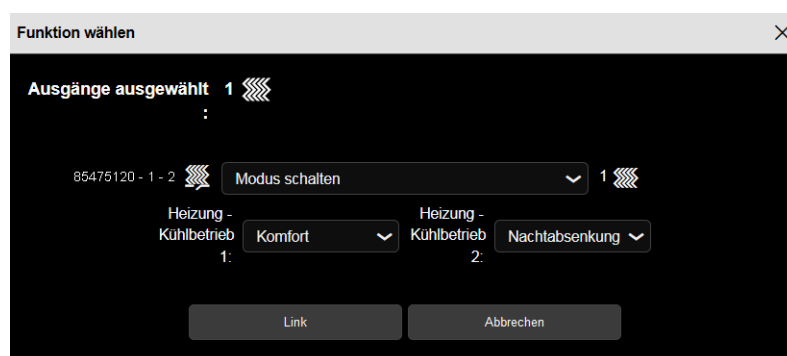 Funktion wählen
Ausgänge ausgewählt 1
:
85475120 - 1 - 2 Modus schalten 1
Heizung -
Kühlbetrieb
1:
Komfort
Heizung -
Kühlbetrieb
2:
Nachtabsenkung
Link
Abbrechen